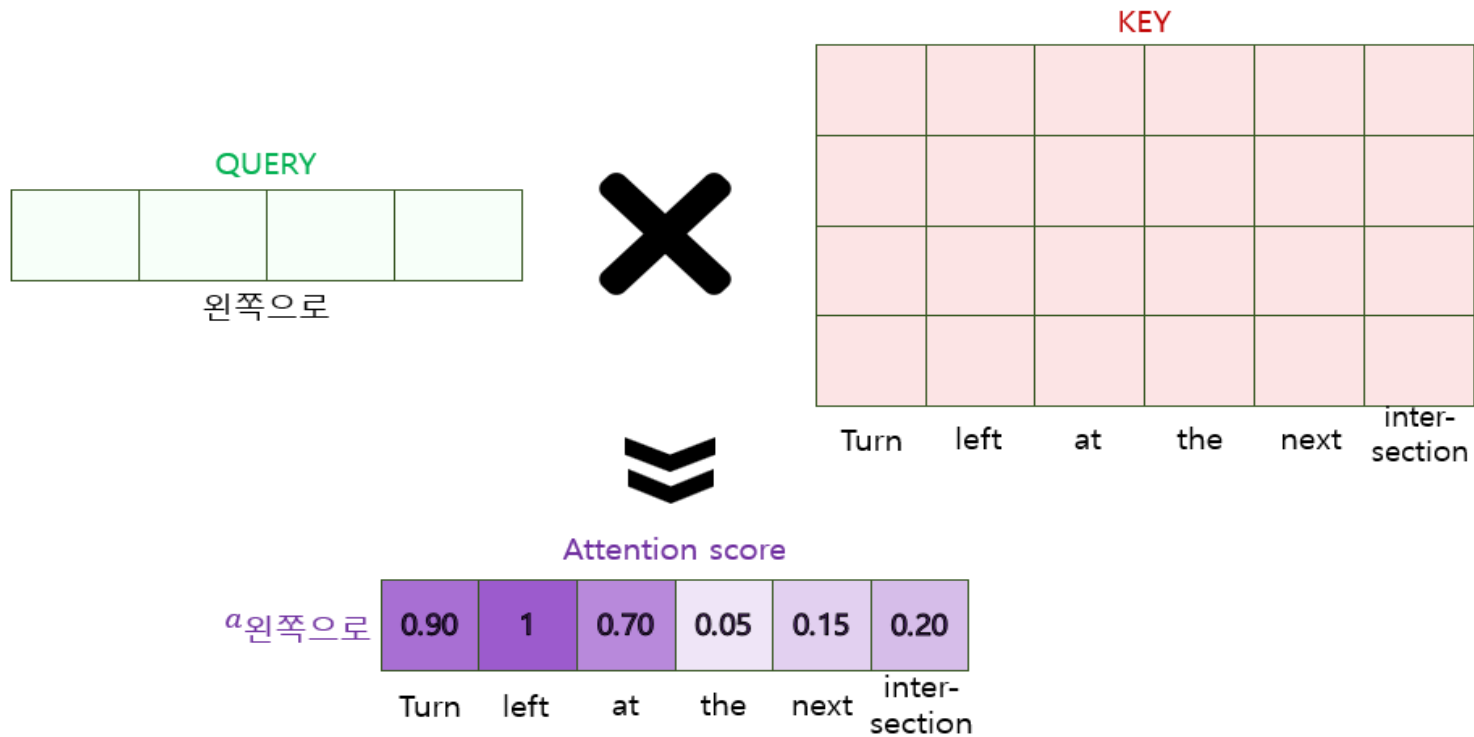 KEY
QUERY
왼쪽으로
Turn left at the next inter-
section
Attention score
a왼쪽으로 0.90 1 0.70 0.05 0.15 0.20
Turn left at the next inter-
section